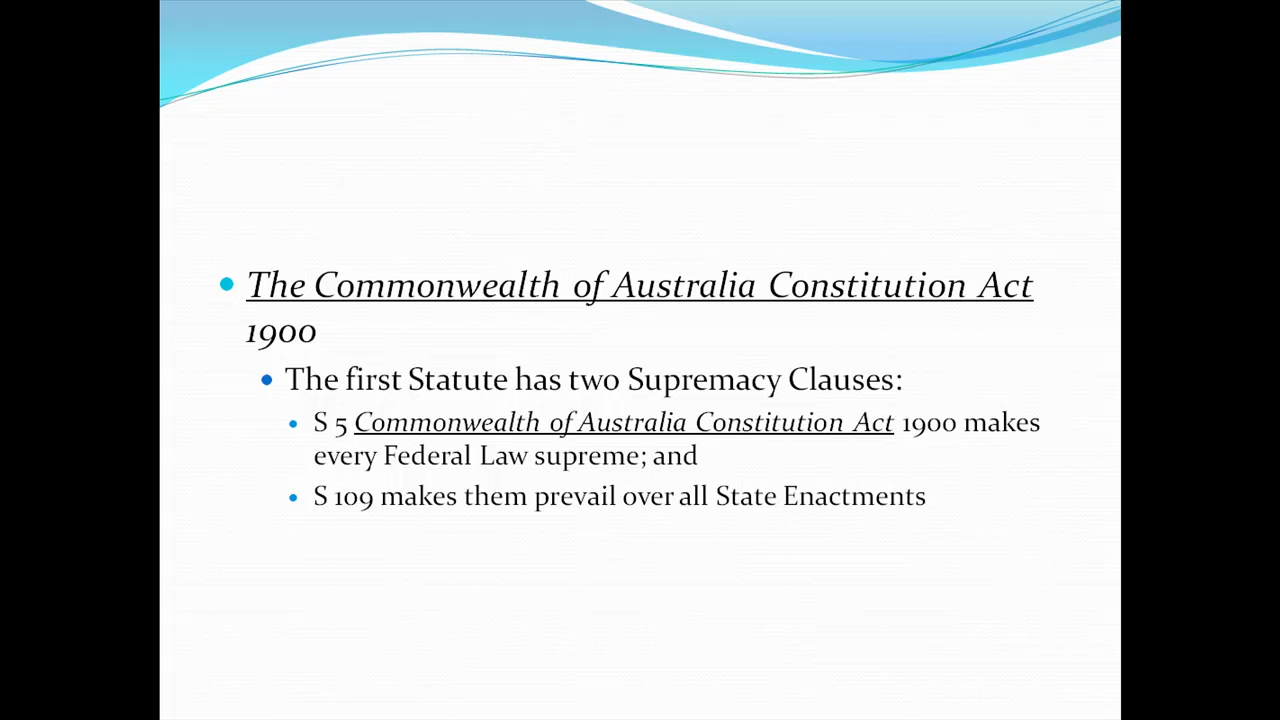 The Commonwealth of Australia Constitution Act
1900
The first Statute has two Supremacy Clauses:
S 5 Commonwealth of Australia Constitution Act 1900 makes
every Federal Law supreme; and
S 109 makes them prevail over all State Enactments